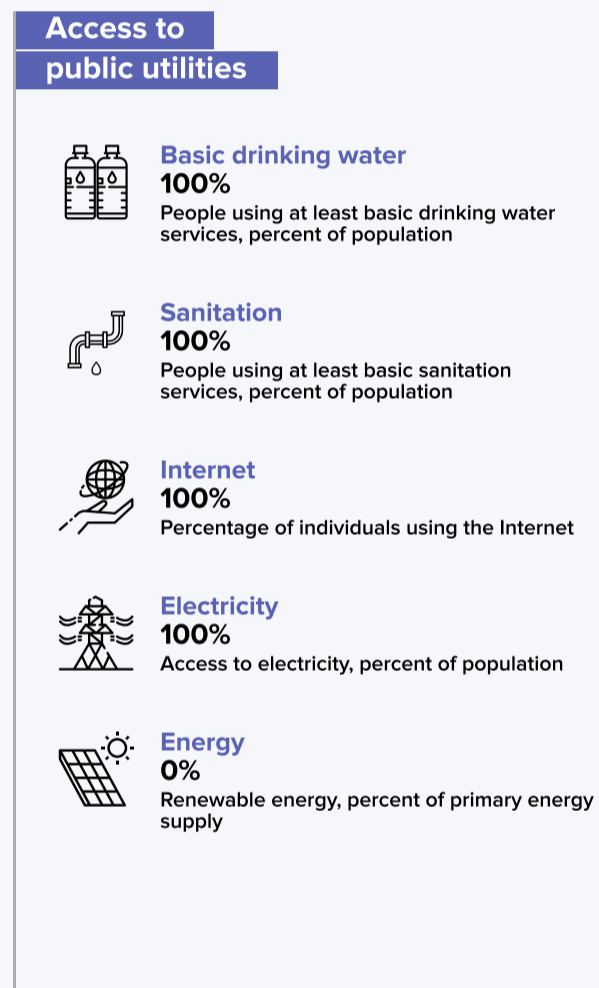 Access to
public utilities
Basic drinking water
100%
People using at least basic drinking water
services, percent of population
Sanitation
100%
People using at least basic sanitation
services, percent of population
Internet
100%
Percentage of individuals using the Internet
Electricity
100%
Access to electricity, percent of population
Energy
0%
Renewable energy, percent of primary energy
supply